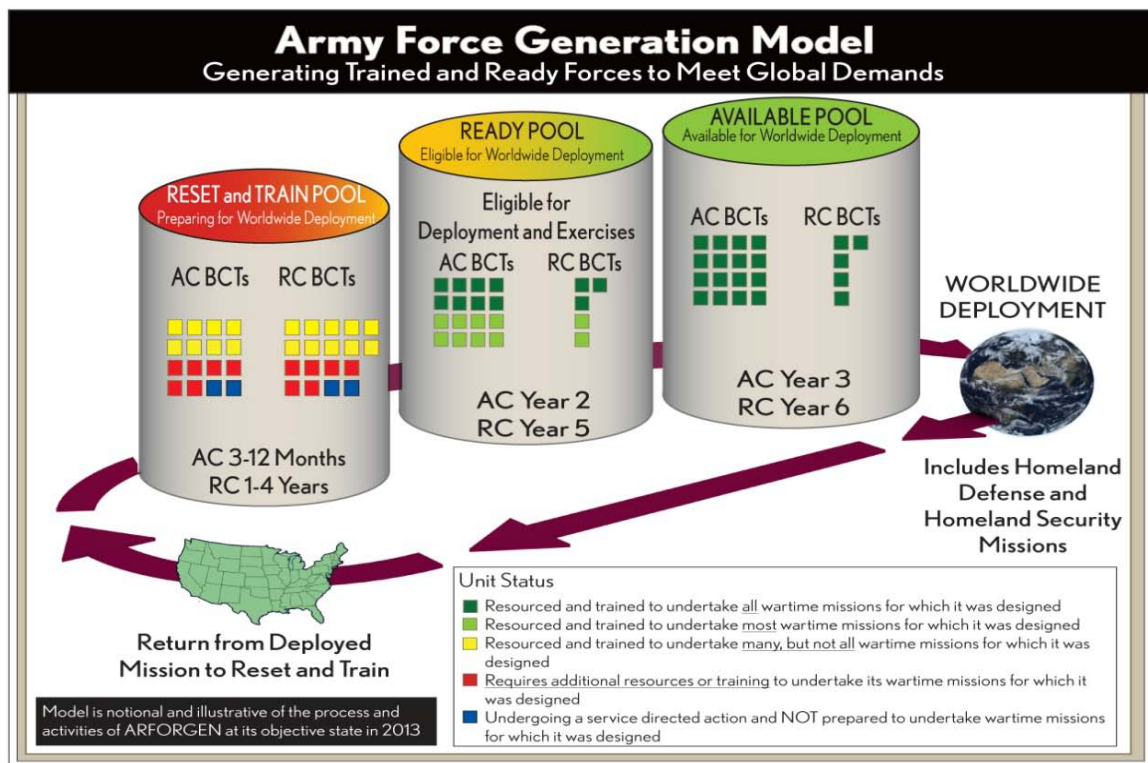 Army Force Generation Model
Generating Trained and Ready Forces to Meet Global Demands
RESET and TRAIN POOL
Preparing for Worldwide Deployment
AC BCTs
RC BCTs
AC 3-12 Months
RC 1-4 Years
READY POOL
Eligible for Worldwide Deployment
Eligible for
Deployment and Exercises
AC BCTs
RC BCTs
AC Year 2
RC Year 5
AVAILABLE POOL
Available for Worldwide Deployment
AC BCTs
RC BCTs
AC Year 3
RC Year 6
WORLDWIDE
DEPLOYMENT
Includes Homeland
Defense and
Homeland Security
Missions
Return from Deployed
Mission to Reset and Train
Model is notional and illustrative of the process and
activities of ARFORGEN at its objective state in 2013
Unit Status
Resourced and trained to undertake all wartime missions for which it was designed
Resourced and trained to undertake most wartime missions for which it was designed
Resourced and trained to undertake many, but not all wartime missions for which it was
designed
Requires additional resources or training to undertake its wartime missions for which it
was designed
Undergoing a service directed action and NOT prepared to undertake wartime missions
for which it was designed